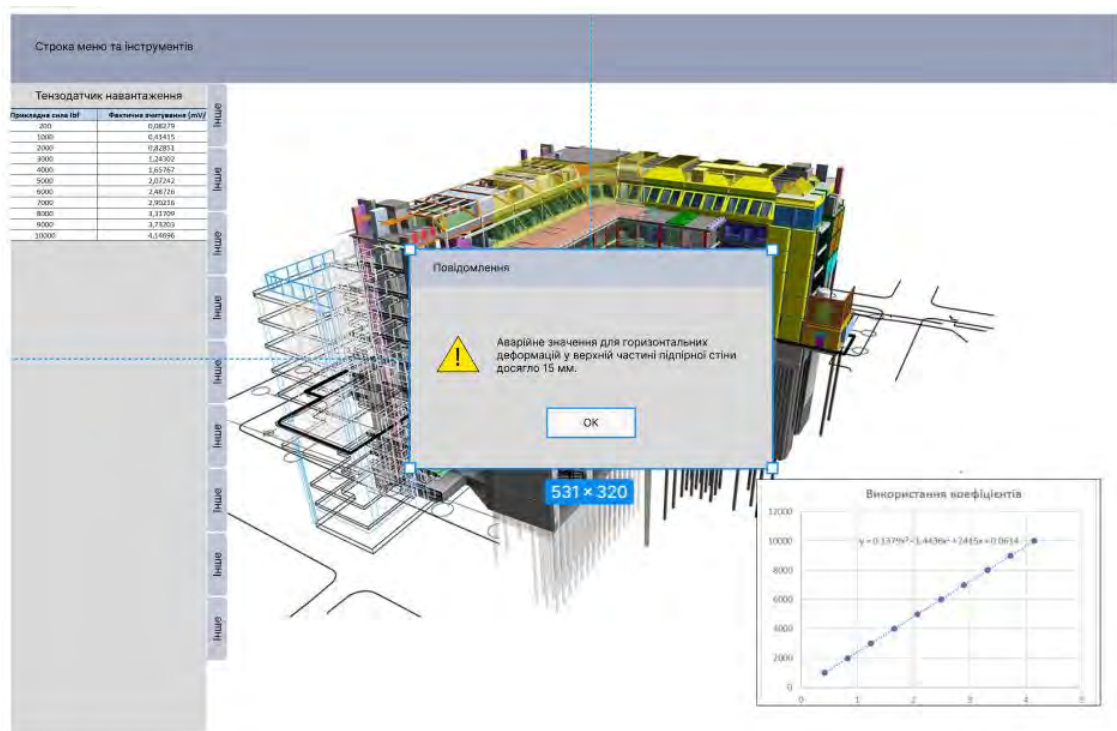 Строка меню та інструментів
Тензодатчик навантаження
Прикладна сила lbf Фактичне зчитування (mV/
200 0,08279
1000 0,41415
2000 0,82851
3000 1,24302
4000 1,65767
5000 2,07242
6000 2,48726
7000 2,90216
8000 3,31709
9000 3,73203
10000 4,14696
Інше
Інше
Інше
Інше
Інше
Інше
Інше
Інше
Інше
Повідомлення
Аварійне значення для горизонтальних
деформацій у верхній частині підпірної стіни
досягло 15 мм.
OK
531 × 320
Використання коефіцієнтів
12000
10000
8000
6000
4000
2000
0
0 1 2 3 4 5